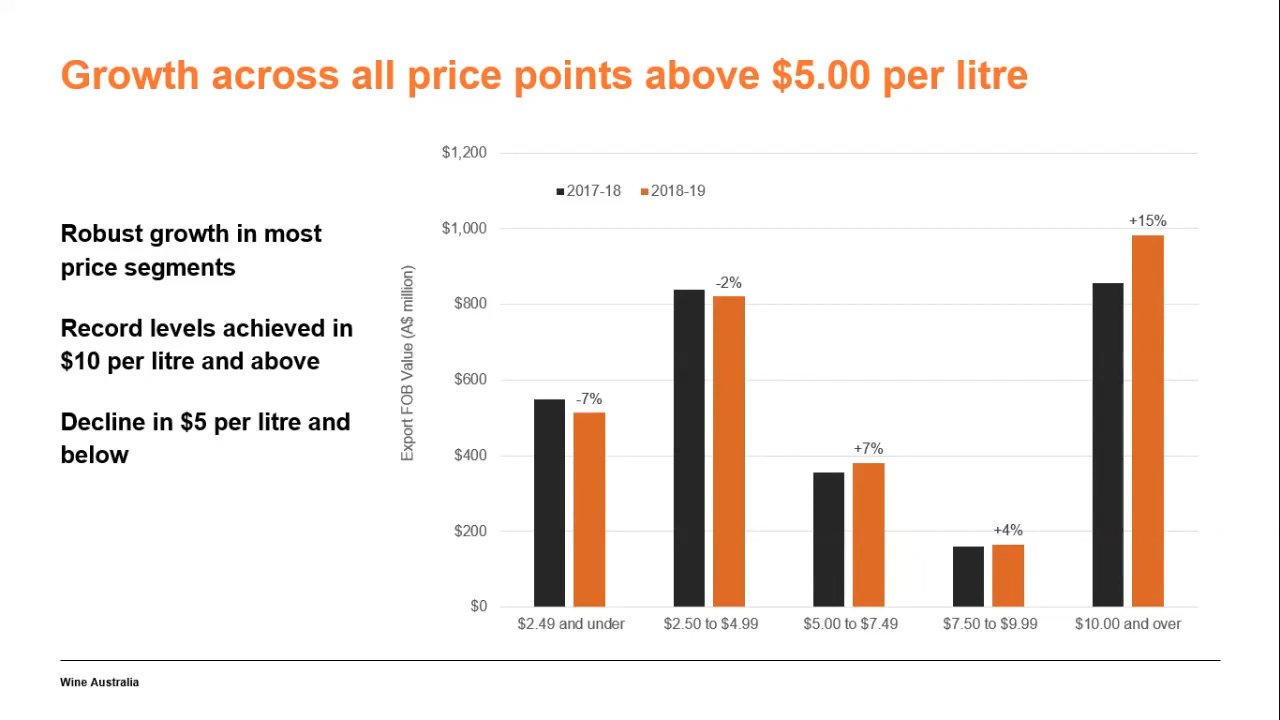 Growth across all price points above $5.00 per litre
Robust growth in most
price segments
Record levels achieved in
$10 per litre and above
Decline in $5 per litre and
below
Export FOB Value (A$ million)
$1,200
$1,000
$800
$600
$400
$200
$0
2017-18 2018-19
-7%
-2%
+7%
+4%
+15%
$2.49 and under $2.50 to $4.99 $5.00 to $7.49 $7.50 to $9.99 $10.00 and over
Wine Australia